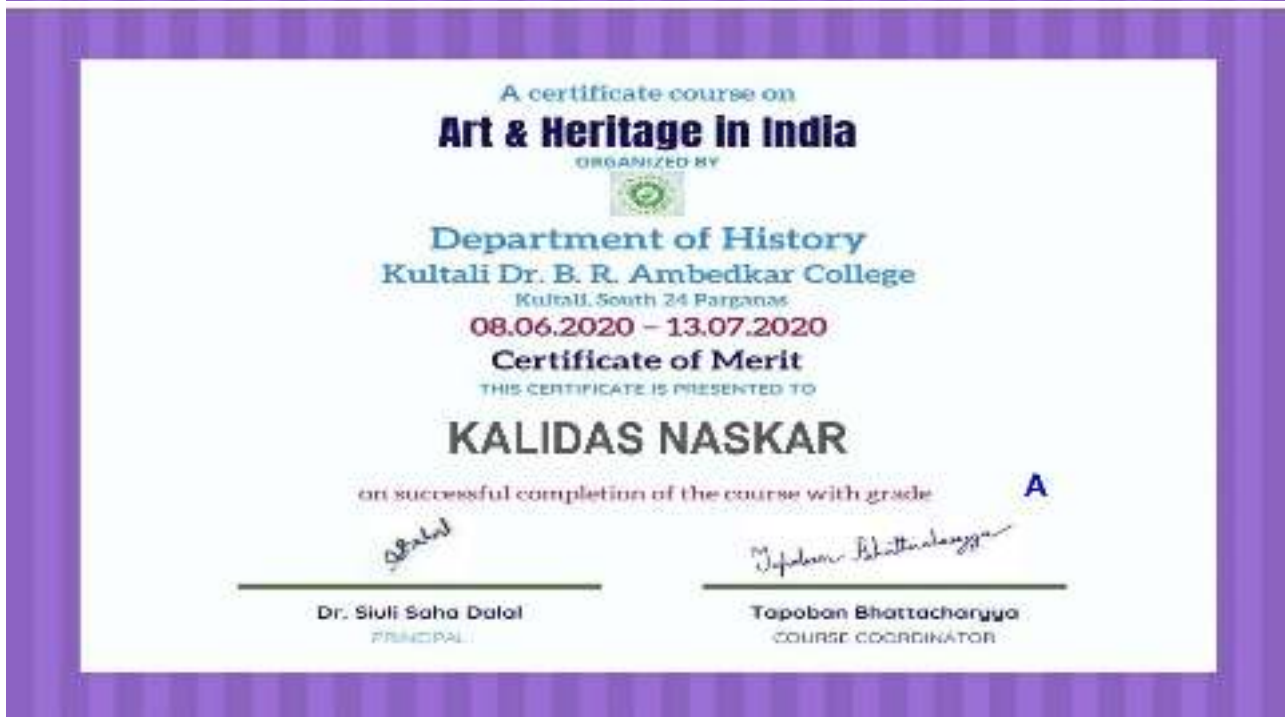 A certificate course on
Art & Heritage in India
ORGANIZED BY
Department of History
Kultali Dr. B. R. Ambedkar College
Kultali, South 24 Parganas
08.06.2020 – 13.07.2020
Certificate of Merit
THIS CERTIFICATE IS PRESENTED TO
KALIDAS NASKAR
on successful completion of the course with grade A
Tapoban Bhattacharyya
Dr. Siuli Saha Dalal Tapoban Bhattacharyya
PRINCIPAL COURSE COORDINATOR